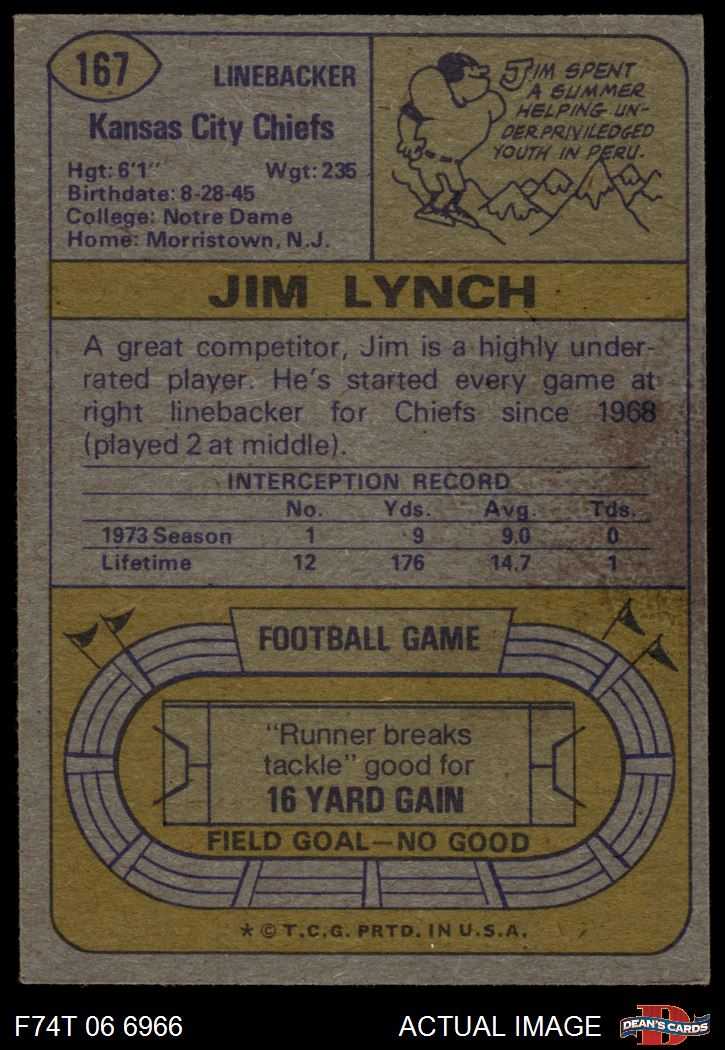 167
LINEBACKER
Kansas City Chiefs
Hgt: 6'1" Wgt: 235
Birthdate: 8-28-45
College: Notre Dame
Home: Morristown, N.J.
JIM SPENT
A SUMMER
HELPING UN-
DERPRIVILEDGED
YOUTH IN PERU.
JIM LYNCH
A great competitor, Jim is a highly under-
rated player. He's started every game at
right linebacker for Chiefs since 1968
(played 2 at middle).
INTERCEPTION RECORD
No. Yds. Avg. Tds.
1973 Season 1 9 9.0 0
Lifetime 12 176 14.7 1
FOOTBALL GAME
"Runner breaks
tackle" good for
16 YARD GAIN
FIELD GOAL—NO GOOD
* © T.C.G. PRTD. IN U.S.A.
F74T 06 6966 ACTUAL IMAGE
D
DEAN'S CARDS